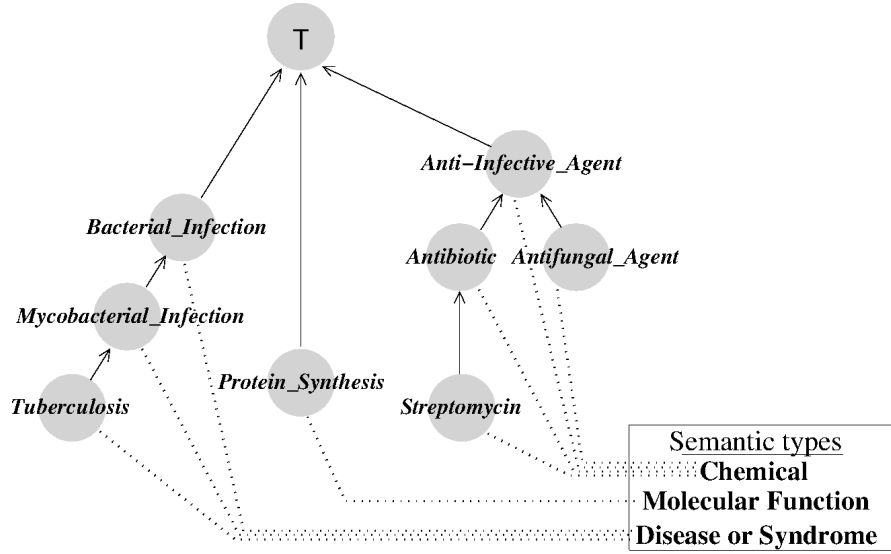 T
Anti-Infective_Agent
Bacterial_Infection
Antibiotic
Antifungal_Agent
Mycobacterial_Infection
Protein_Synthesis
Tuberculosis
Streptomycin
Semantic types
Chemical
Molecular Function
Disease or Syndrome